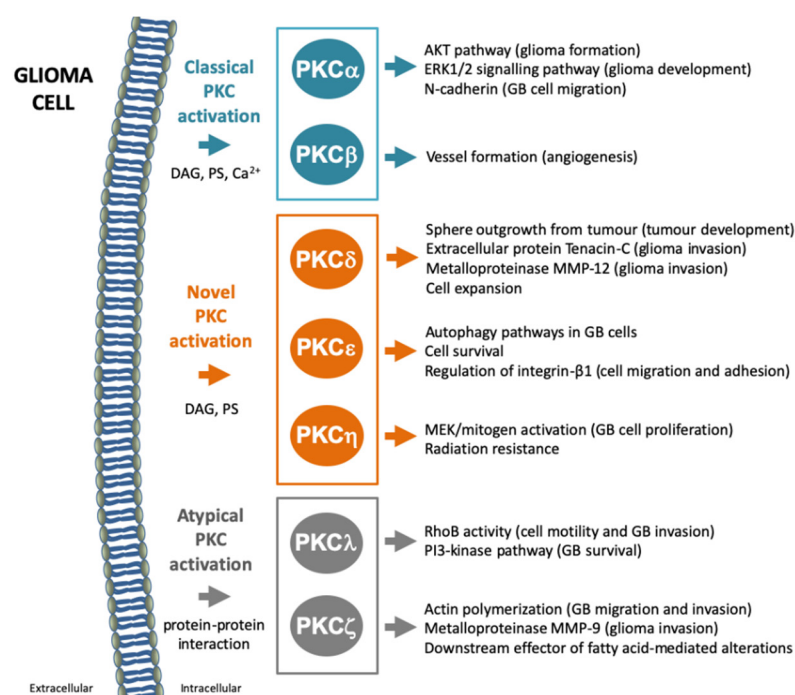 GLIOMA
CELL
Classical
PKC
activation
DAG, PS, Ca²⁺
PKCα
AKT pathway (glioma formation)
ERK1/2 signalling pathway (glioma development)
N-cadherin (GB cell migration)
PKCβ
Vessel formation (angiogenesis)
Novel
PKC
activation
DAG, PS
PKCδ
Sphere outgrowth from tumour (tumour development)
Extracellular protein Tenacin-C (glioma invasion)
Metalloproteinase MMP-12 (glioma invasion)
Cell expansion
PKCε
Autophagy pathways in GB cells
Cell survival
Regulation of integrin-β1 (cell migration and adhesion)
PKCη
MEK/mitogen activation (GB cell proliferation)
Radiation resistance
Atypical
PKC
activation
protein-protein
interaction
PKCλ
RhoB activity (cell motility and GB invasion)
PI3-kinase pathway (GB survival)
PKCζ
Actin polymerization (GB migration and invasion)
Metalloproteinase MMP-9 (glioma invasion)
Downstream effector of fatty acid-mediated alterations
Extracellular
Intracellular